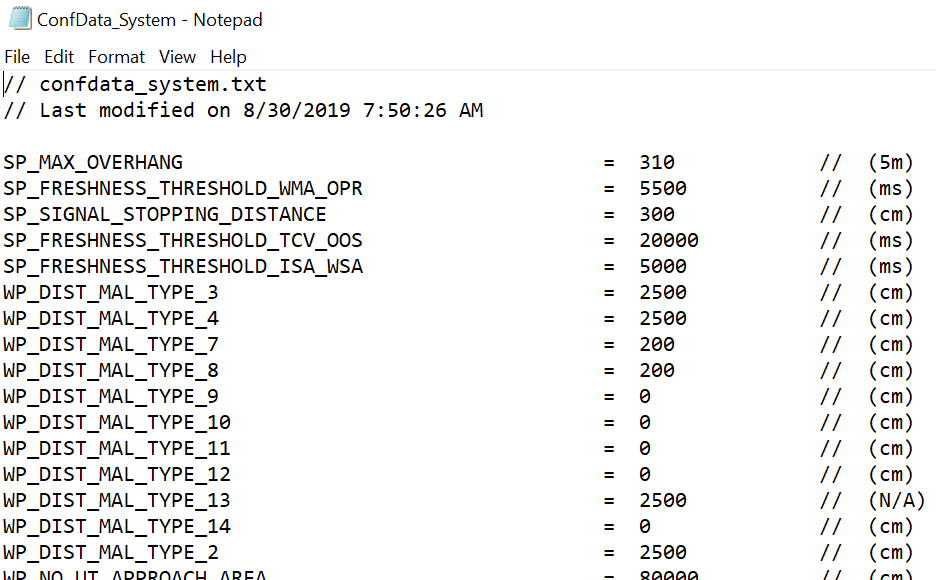 ConfData_System - Notepad
File Edit Format View Help
// confdata_system.txt
// Last modified on 8/30/2019 7:50:26 AM
SP_MAX_OVERHANG = 310 // (5m)
SP_FRESHNESS_THRESHOLD_WMA_OPR = 5500 // (ms)
SP_SIGNAL_STOPPING_DISTANCE = 300 // (cm)
SP_FRESHNESS_THRESHOLD_TCV_OOS = 20000 // (ms)
SP_FRESHNESS_THRESHOLD_ISA_WSA = 5000 // (ms)
WP_DIST_MAL_TYPE_3 = 2500 // (cm)
WP_DIST_MAL_TYPE_4 = 2500 // (cm)
WP_DIST_MAL_TYPE_7 = 200 // (cm)
WP_DIST_MAL_TYPE_8 = 200 // (cm)
WP_DIST_MAL_TYPE_9 = 0 // (cm)
WP_DIST_MAL_TYPE_10 = 0 // (cm)
WP_DIST_MAL_TYPE_11 = 0 // (cm)
WP_DIST_MAL_TYPE_12 = 0 // (cm)
WP_DIST_MAL_TYPE_13 = 2500 // (N/A)
WP_DIST_MAL_TYPE_14 = 0 // (cm)
WP_DIST_MAL_TYPE_2 = 2500 // (cm)
WP_NO_UT_APPROACH_AREA = 80000 // (cm)